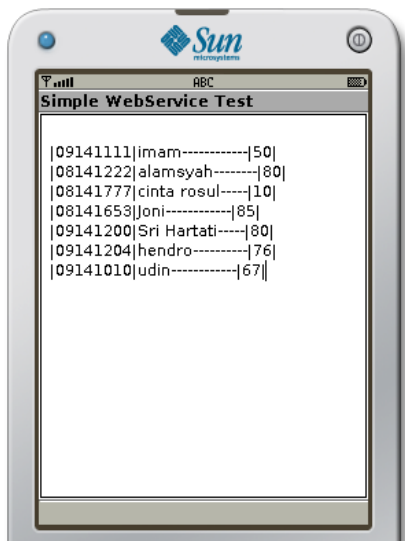 Sun
microsystems
ABC
Simple WebService Test
|09141111|imam------------|50|
|08141222|alamsyah--------|80|
|08141777|cinta rosul-----|10|
|08141653|Joni------------|85|
|09141200|Sri Hartati-----|80|
|09141204|hendro----------|76|
|09141010|udin------------|67|